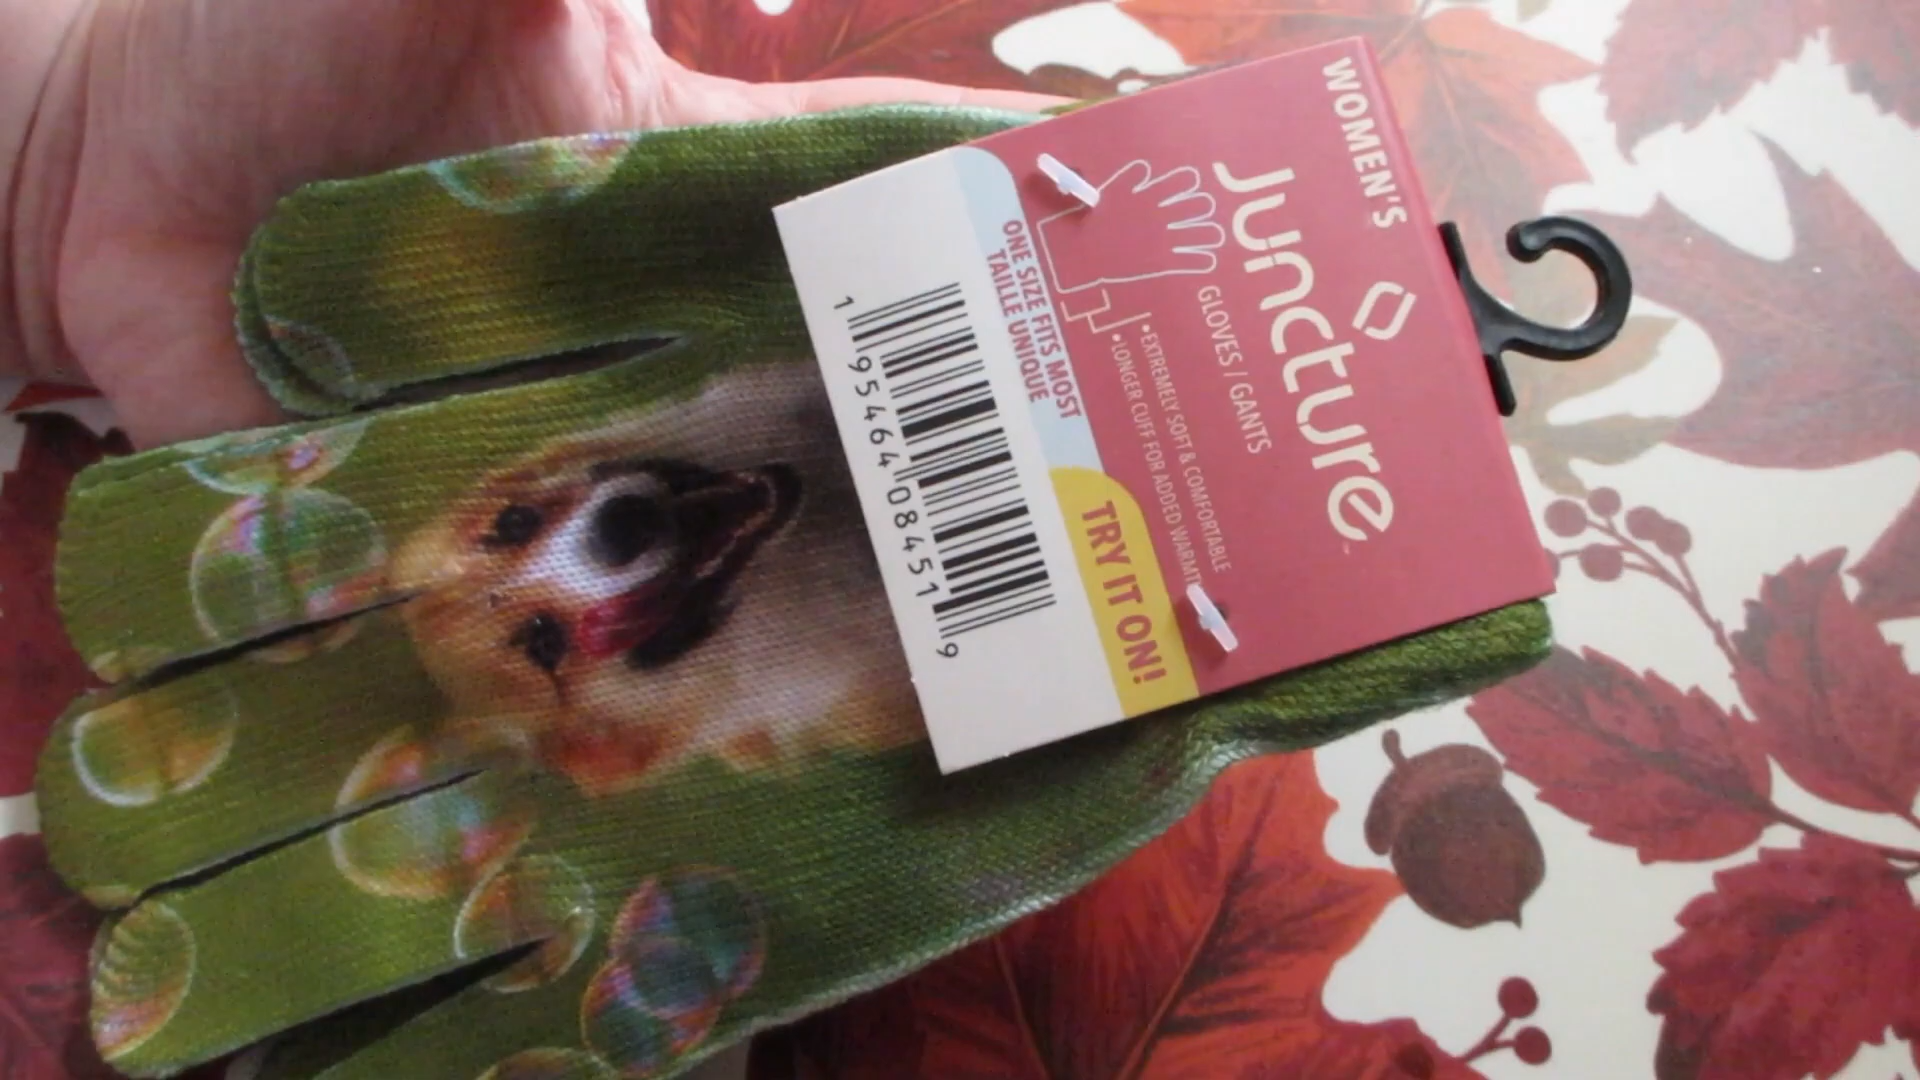 WOMEN'S
Juncture
GLOVES / GANTS
•EXTREMELY SOFT & COMFORTABLE
•LONGER CUFF FOR ADDED WARMTH
ONE SIZE FITS MOST
TAILLE UNIQUE
TRY IT ON!
1 95464 08451 9